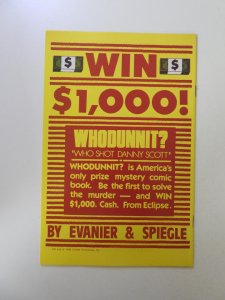 $ WIN $
$1,000!
WHODUNNIT?
"WHO SHOT DANNY SCOTT"
WHODUNNIT? is America's
only prize mystery comic
book. Be the first to solve
the murder — and WIN
$1,000. Cash. From Eclipse.
BY EVANIER & SPIEGLE